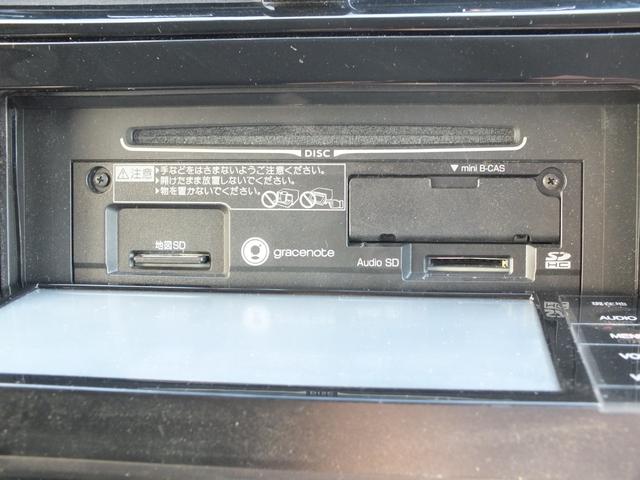 DISC
注意
▶手などをはさまないようご注意ください。
▶開けたまま放置しないでください。
▶物を置かないでください。
▼ mini B-CAS
地図SD
gracenote
Audio SD
SD
HC
AUDIO
MEN
VO
DISC